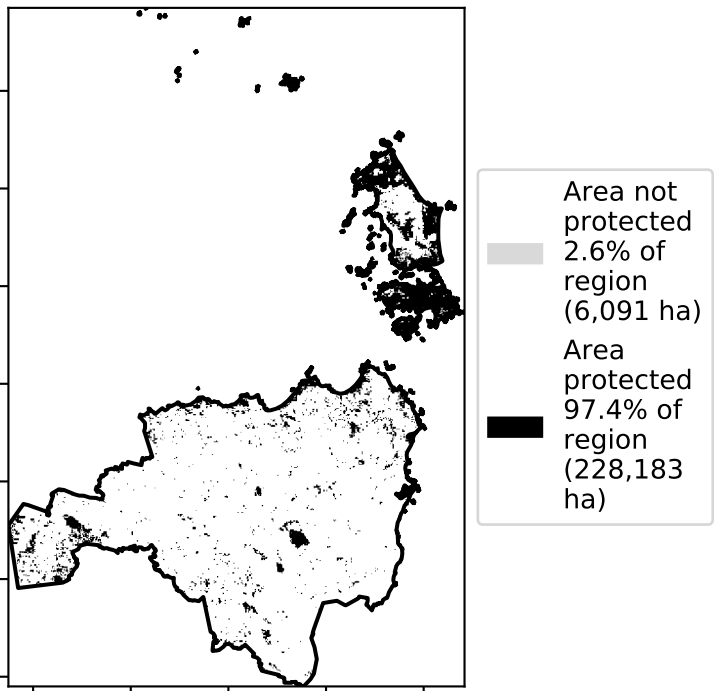 Area not
protected
2.6% of
region
(6,091 ha)
Area
protected
97.4% of
region
(228,183
ha)